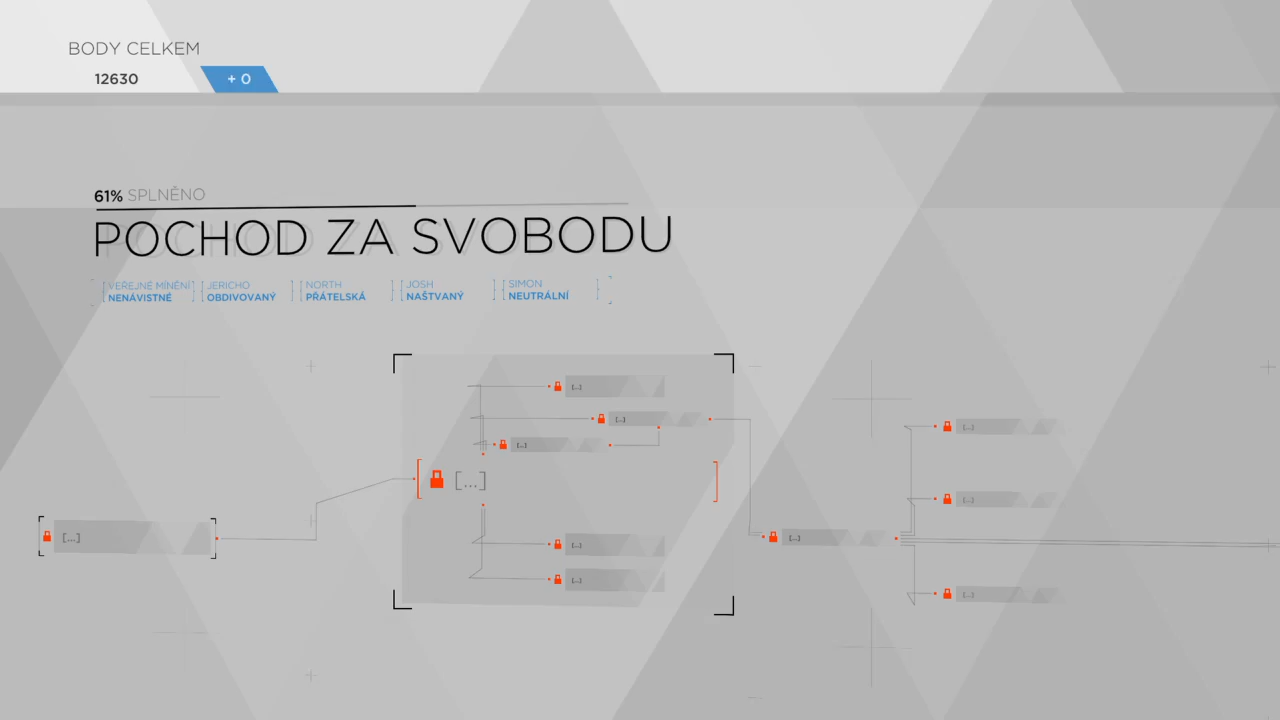 BODY CELKEM
12630 + 0
61% SPLNĚNO
POCHOD ZA SVOBODU
VEŘEJNÉ MÍNĚNÍ JERICHO NORTH JOSH SIMON
NENÁVISTNÉ OBDIVOVANÝ PŘÁTELSKÁ NAŠTVANÝ NEUTRÁLNÍ
[...]
[...]
[...]
[...]
[...]
[...]
[...]
[...]
[...]
[...]
[...]